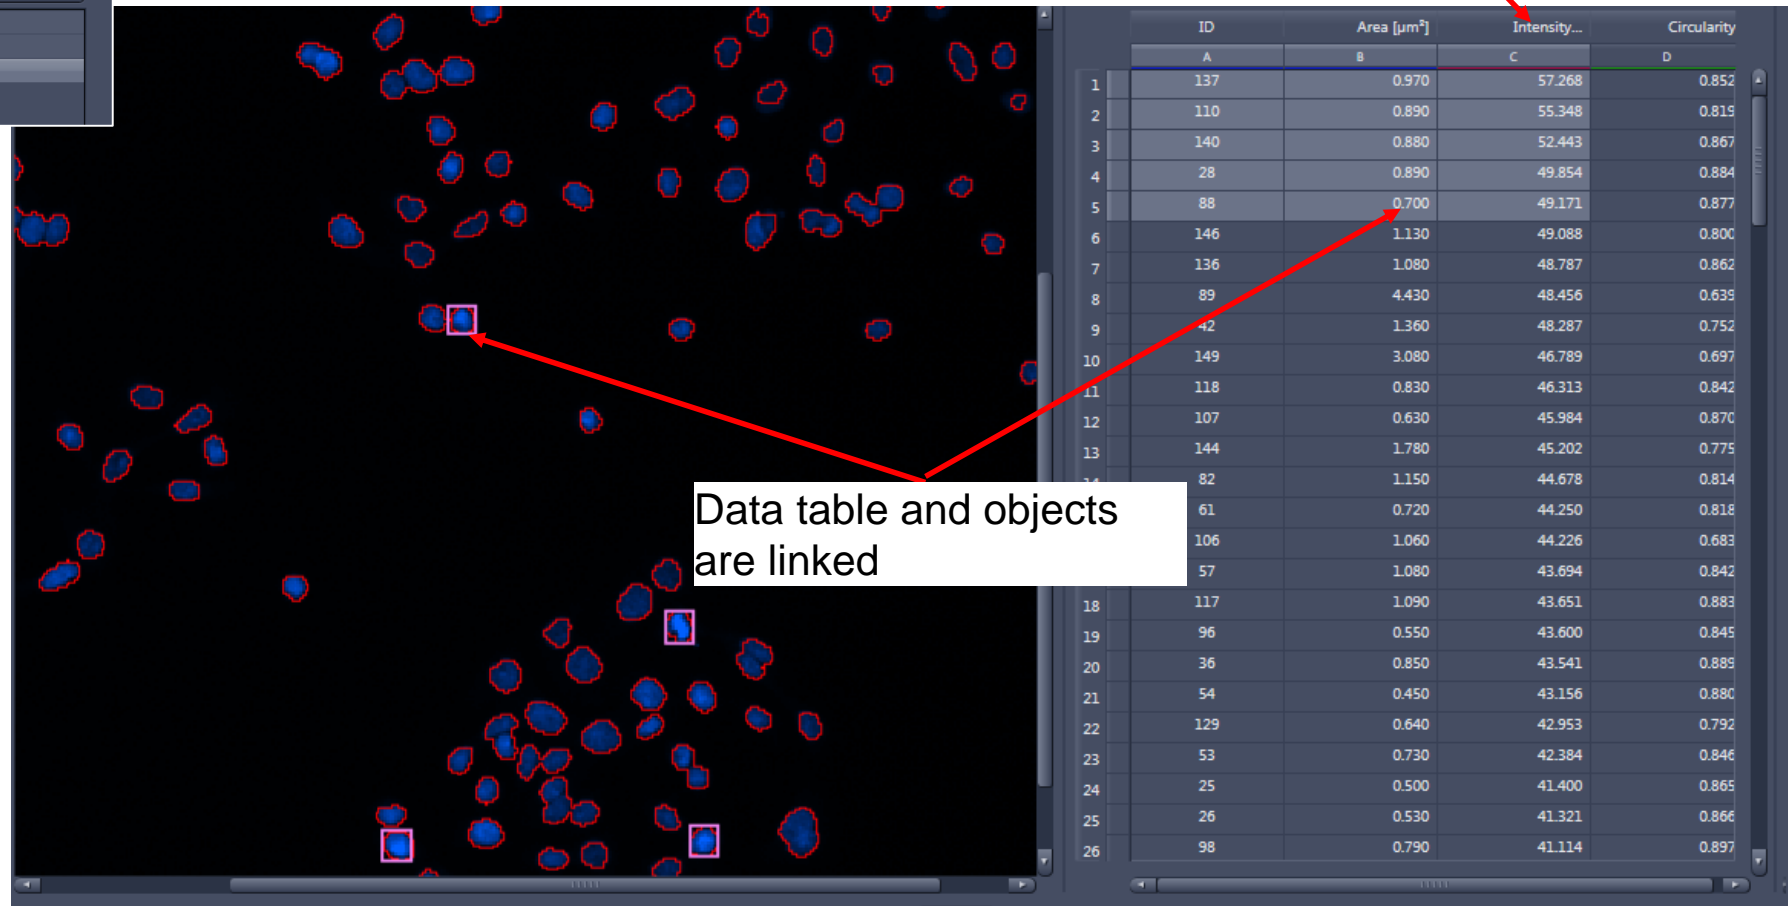 ID Area [µm²] Intensity... Circularity
A B C D
1 137 0.970 57.268 0.852
2 110 0.890 55.348 0.819
3 140 0.880 52.443 0.867
4 28 0.890 49.854 0.884
5 88 0.700 49.171 0.877
6 146 1.130 49.088 0.800
7 136 1.080 48.787 0.862
8 89 4.430 48.456 0.639
9 42 1.360 48.287 0.752
10 149 3.080 46.789 0.697
11 118 0.830 46.313 0.842
12 107 0.630 45.984 0.870
13 144 1.780 45.202 0.775
82 1.150 44.678 0.814
Data table and objects
are linked
61 0.720 44.250 0.818
106 1.060 44.226 0.683
57 1.080 43.694 0.842
18 117 1.090 43.651 0.883
19 96 0.550 43.600 0.845
20 36 0.850 43.541 0.889
21 54 0.450 43.156 0.880
22 129 0.640 42.953 0.792
23 53 0.730 42.384 0.846
24 25 0.500 41.400 0.865
25 26 0.530 41.321 0.866
26 98 0.790 41.114 0.897